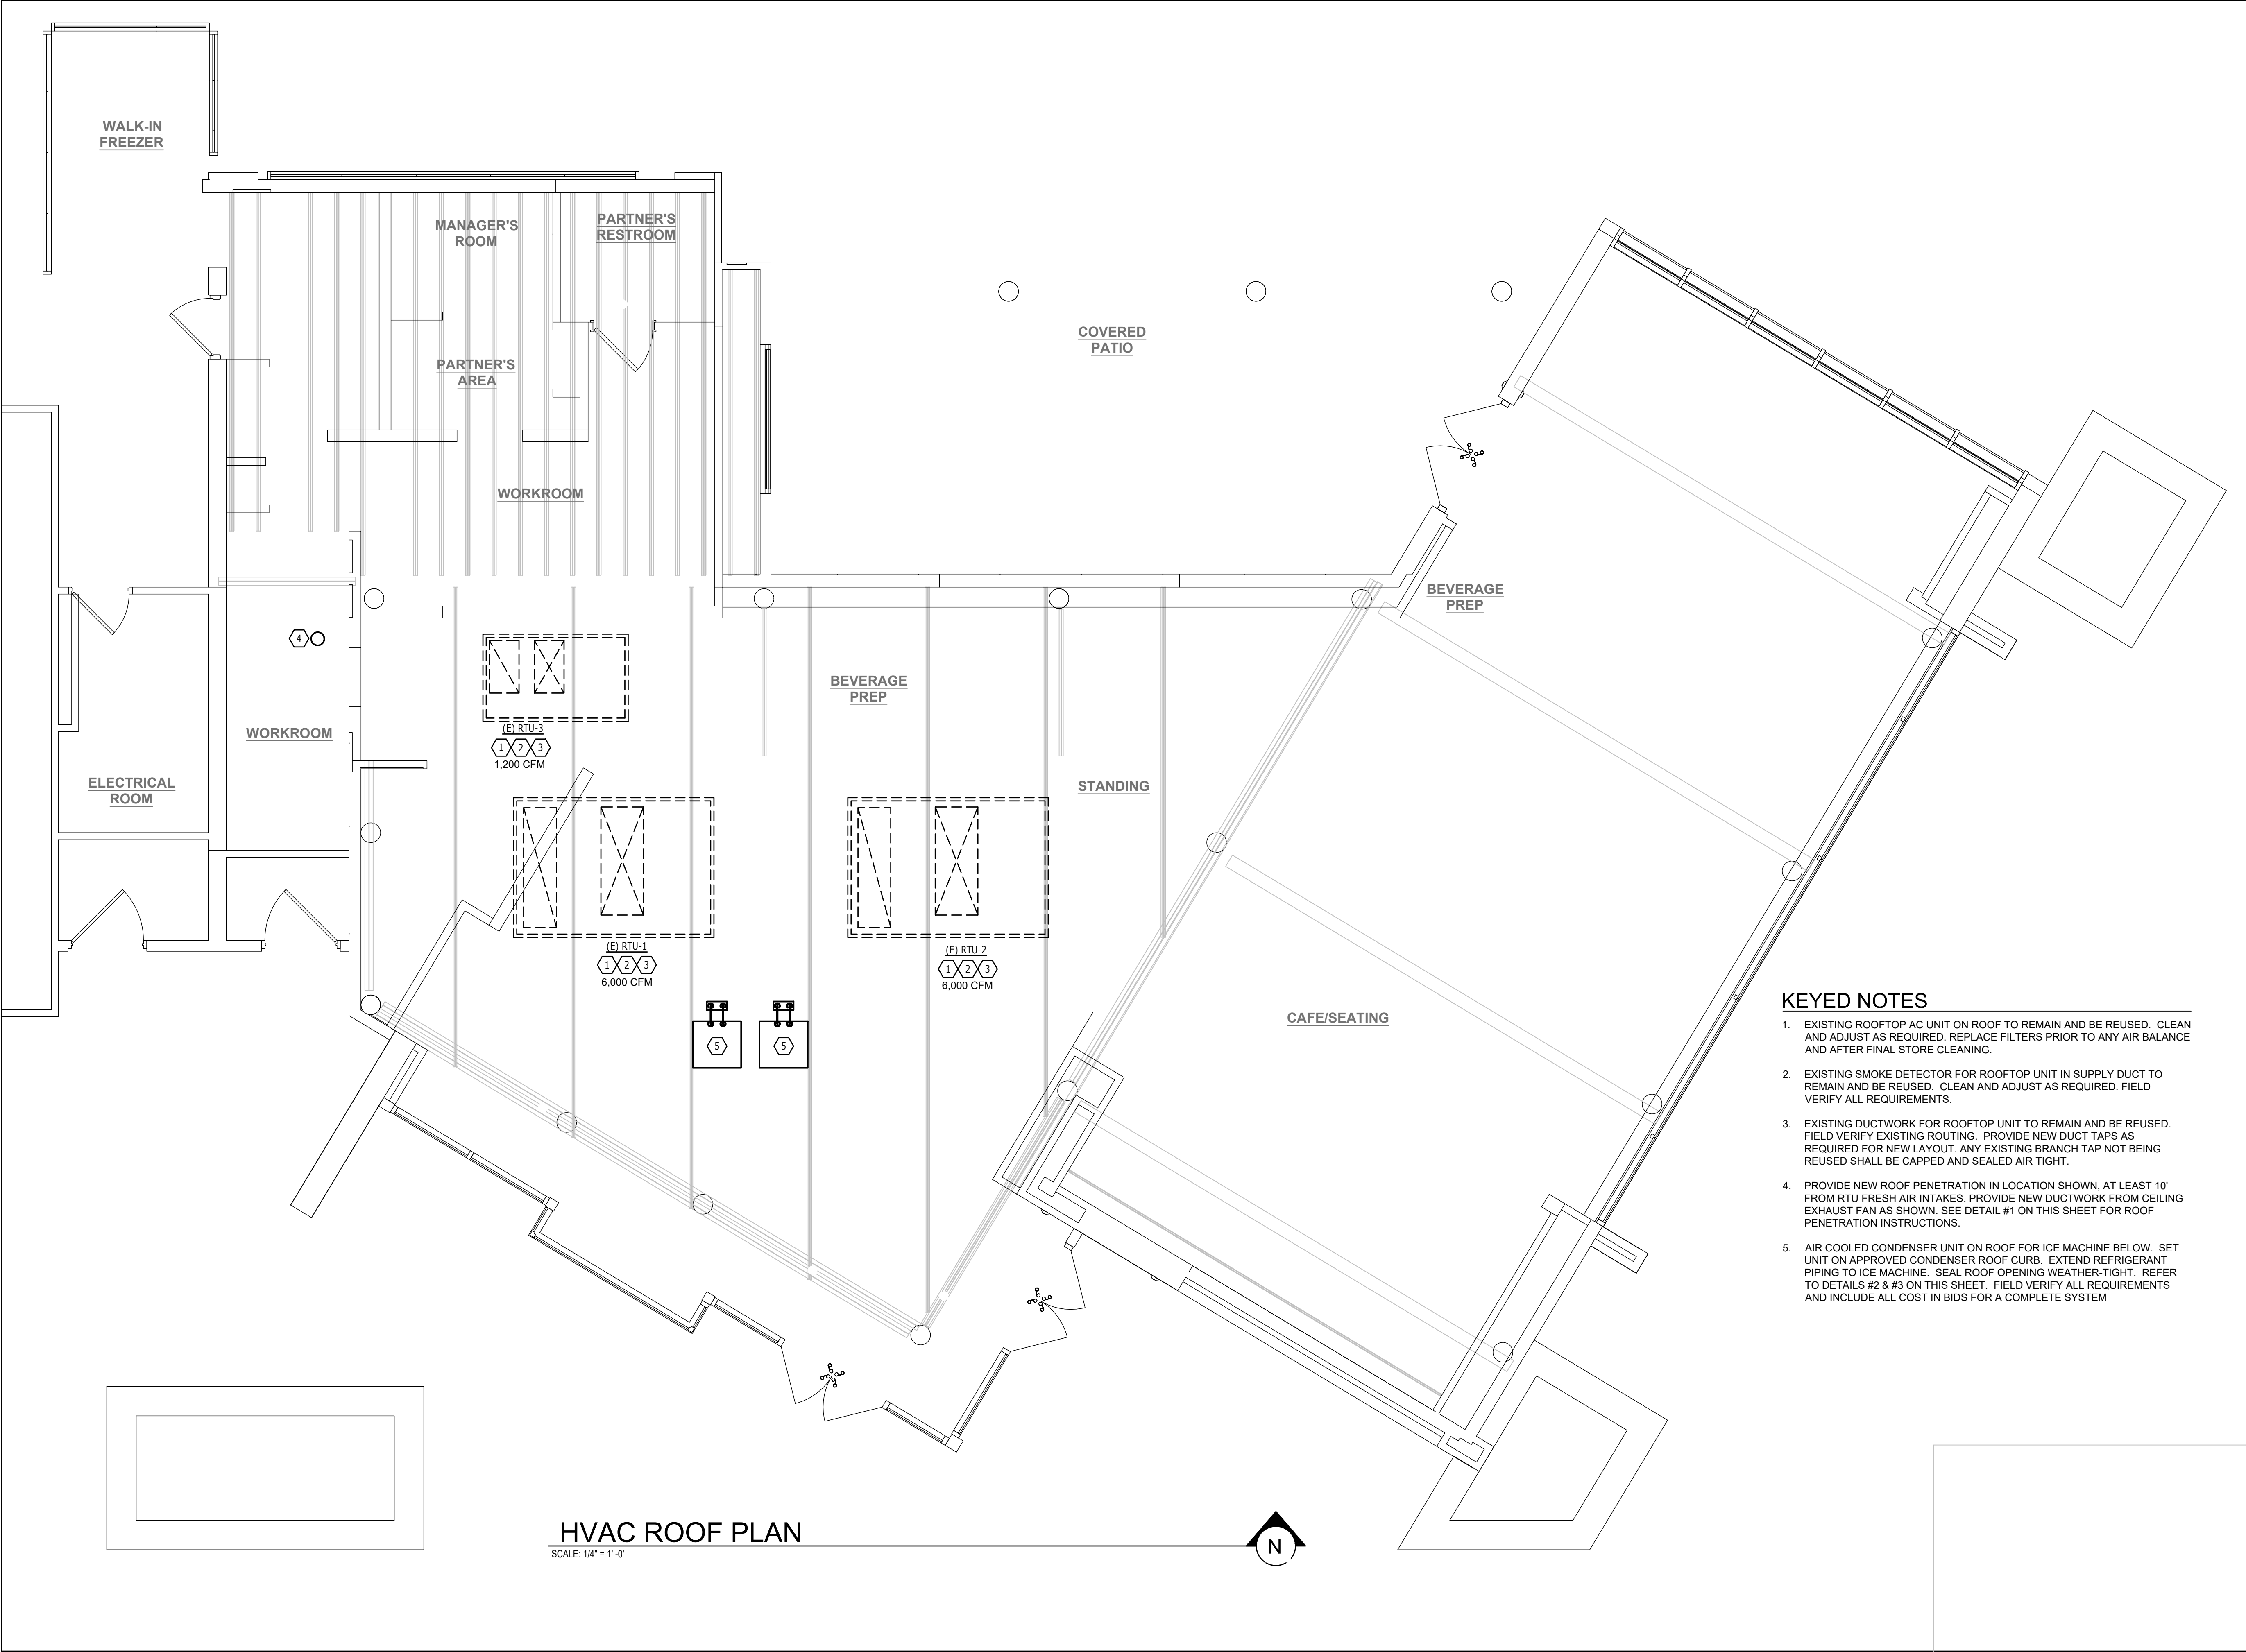 WALK-IN
FREEZER
MANAGER'S
ROOM
PARTNER'S
RESTROOM
COVERED
PATIO
PARTNER'S
AREA
WORKROOM
BEVERAGE
PREP
4
BEVERAGE
PREP
(E) RTU-3
1 2 3
1,200 CFM
WORKROOM
ELECTRICAL
ROOM
STANDING
(E) RTU-1
1 2 3
6,000 CFM
(E) RTU-2
1 2 3
6,000 CFM
5
5
CAFE/SEATING
KEYED NOTES
1. EXISTING ROOFTOP AC UNIT ON ROOF TO REMAIN AND BE REUSED. CLEAN
AND ADJUST AS REQUIRED. REPLACE FILTERS PRIOR TO ANY AIR BALANCE
AND AFTER FINAL STORE CLEANING.
2. EXISTING SMOKE DETECTOR FOR ROOFTOP UNIT IN SUPPLY DUCT TO
REMAIN AND BE REUSED. CLEAN AND ADJUST AS REQUIRED. FIELD
VERIFY ALL REQUIREMENTS.
3. EXISTING DUCTWORK FOR ROOFTOP UNIT TO REMAIN AND BE REUSED.
FIELD VERIFY EXISTING ROUTING. PROVIDE NEW DUCT TAPS AS
REQUIRED FOR NEW LAYOUT. ANY EXISTING BRANCH TAP NOT BEING
REUSED SHALL BE CAPPED AND SEALED AIR TIGHT.
4. PROVIDE NEW ROOF PENETRATION IN LOCATION SHOWN, AT LEAST 10'
FROM RTU FRESH AIR INTAKES. PROVIDE NEW DUCTWORK FROM CEILING
EXHAUST FAN AS SHOWN. SEE DETAIL #1 ON THIS SHEET FOR ROOF
PENETRATION INSTRUCTIONS.
5. AIR COOLED CONDENSER UNIT ON ROOF FOR ICE MACHINE BELOW. SET
UNIT ON APPROVED CONDENSER ROOF CURB. EXTEND REFRIGERANT
PIPING TO ICE MACHINE. SEAL ROOF OPENING WEATHER-TIGHT. REFER
TO DETAILS #2 & #3 ON THIS SHEET. FIELD VERIFY ALL REQUIREMENTS
AND INCLUDE ALL COST IN BIDS FOR A COMPLETE SYSTEM
HVAC ROOF PLAN
SCALE: 1/4" = 1' -0'
N